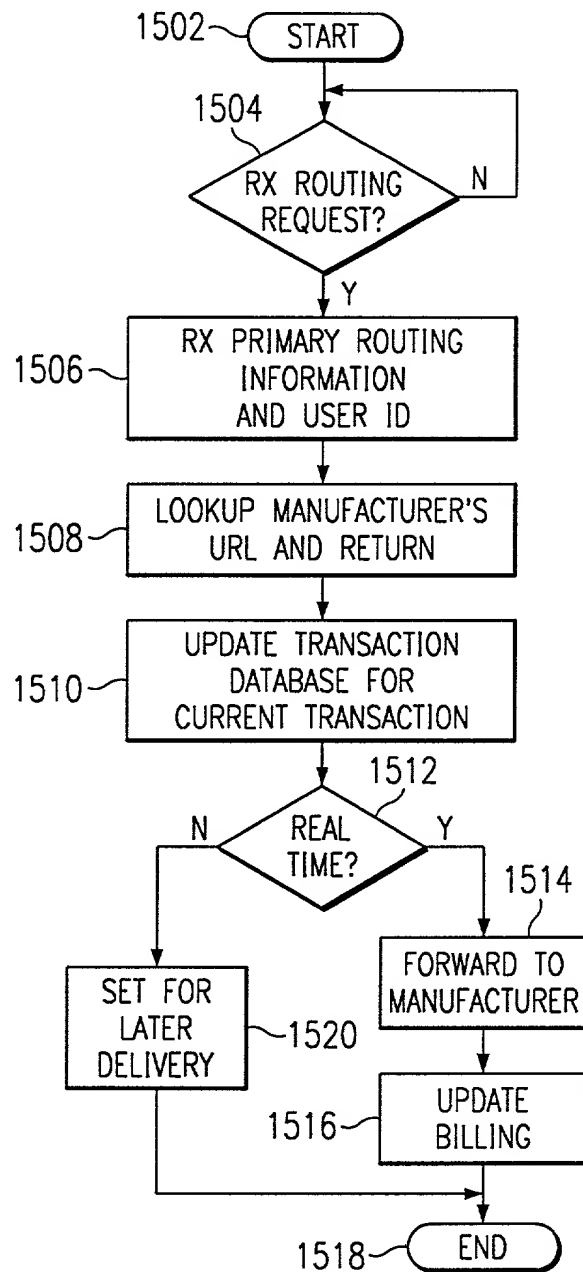 1502
START
1504
RX ROUTING
REQUEST?
N
Y
1506
RX PRIMARY ROUTING
INFORMATION
AND USER ID
1508
LOOKUP MANUFACTURER'S
URL AND RETURN
1510
UPDATE TRANSACTION
DATABASE FOR
CURRENT TRANSACTION
1512
N
REAL
TIME?
Y
1514
FORWARD TO
MANUFACTURER
SET FOR
LATER
DELIVERY
1520
1516
UPDATE
BILLING
1518
END